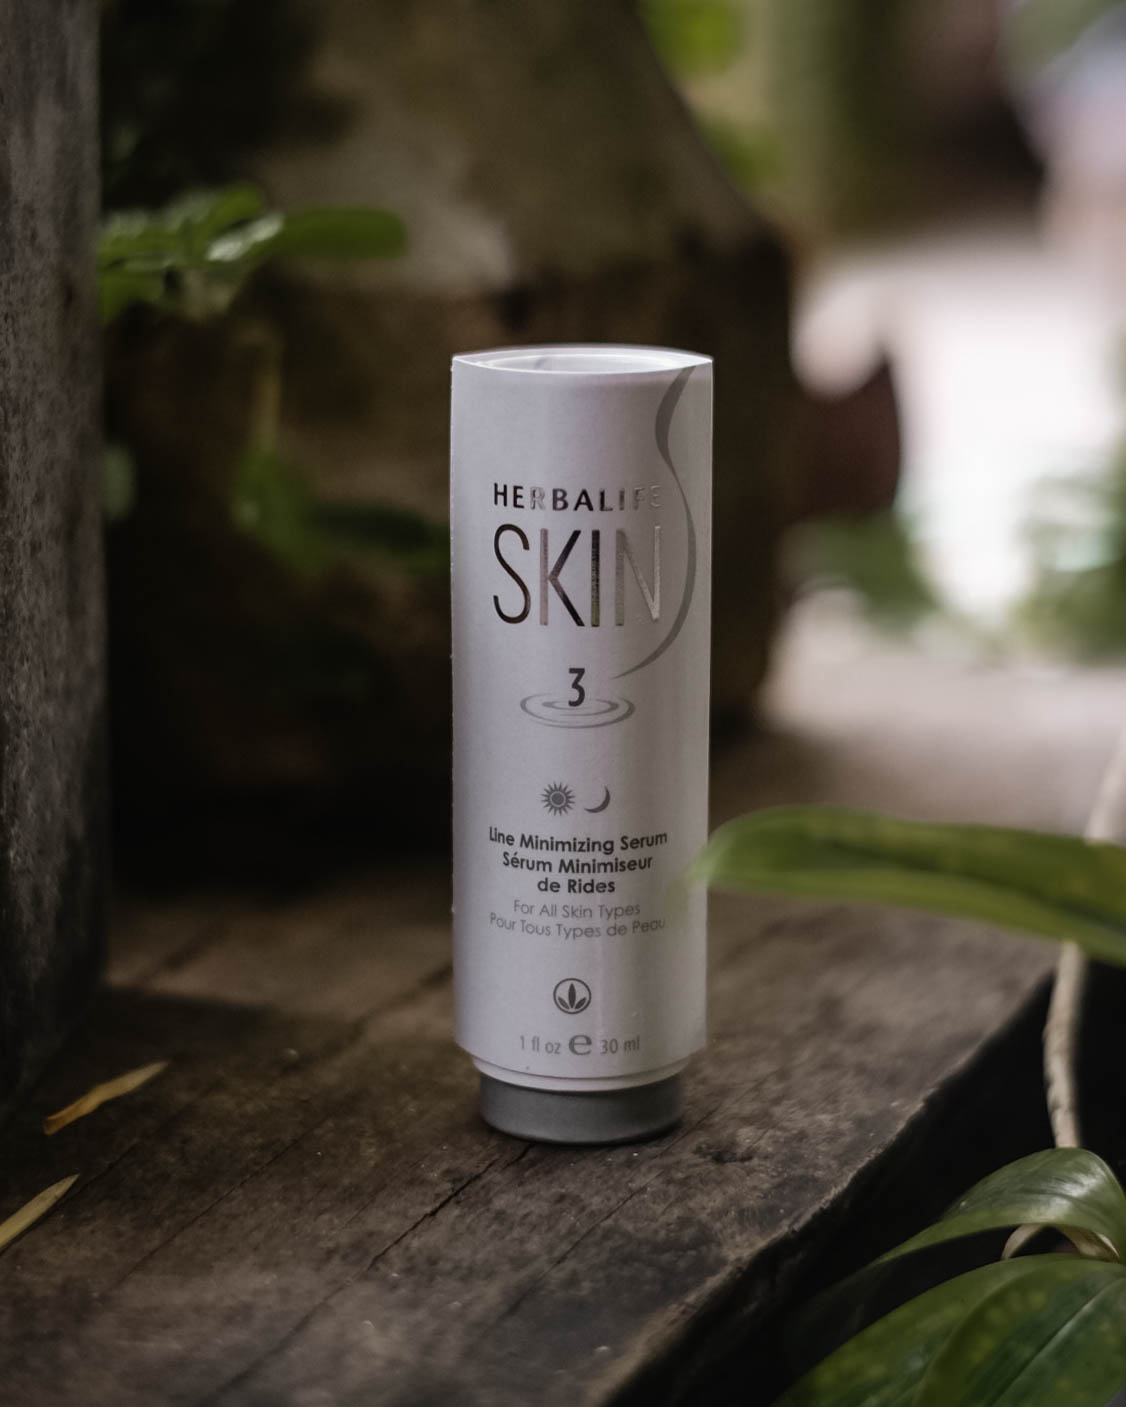 HERBALIFE
SKIN
3
Line Minimizing Serum
Sérum Minimiseur
de Rides
For All Skin Types
Pour Tous Types de Peau
1 fl oz e 30 ml